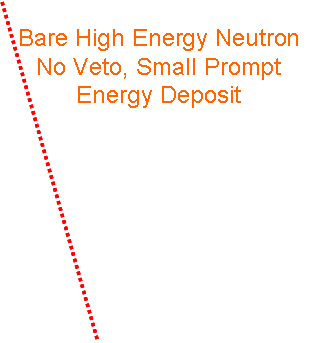 Bare High Energy Neutron
No Veto, Small Prompt
Energy Deposit